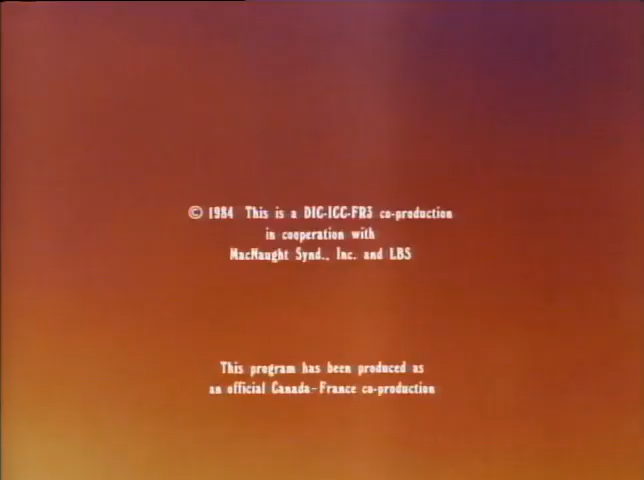 © 1984 This is a DIC-ICC-FR3 co-production
in cooperation with
MacNaught Synd., Inc. and LBS
This program has been produced as
an official Canada-France co-production